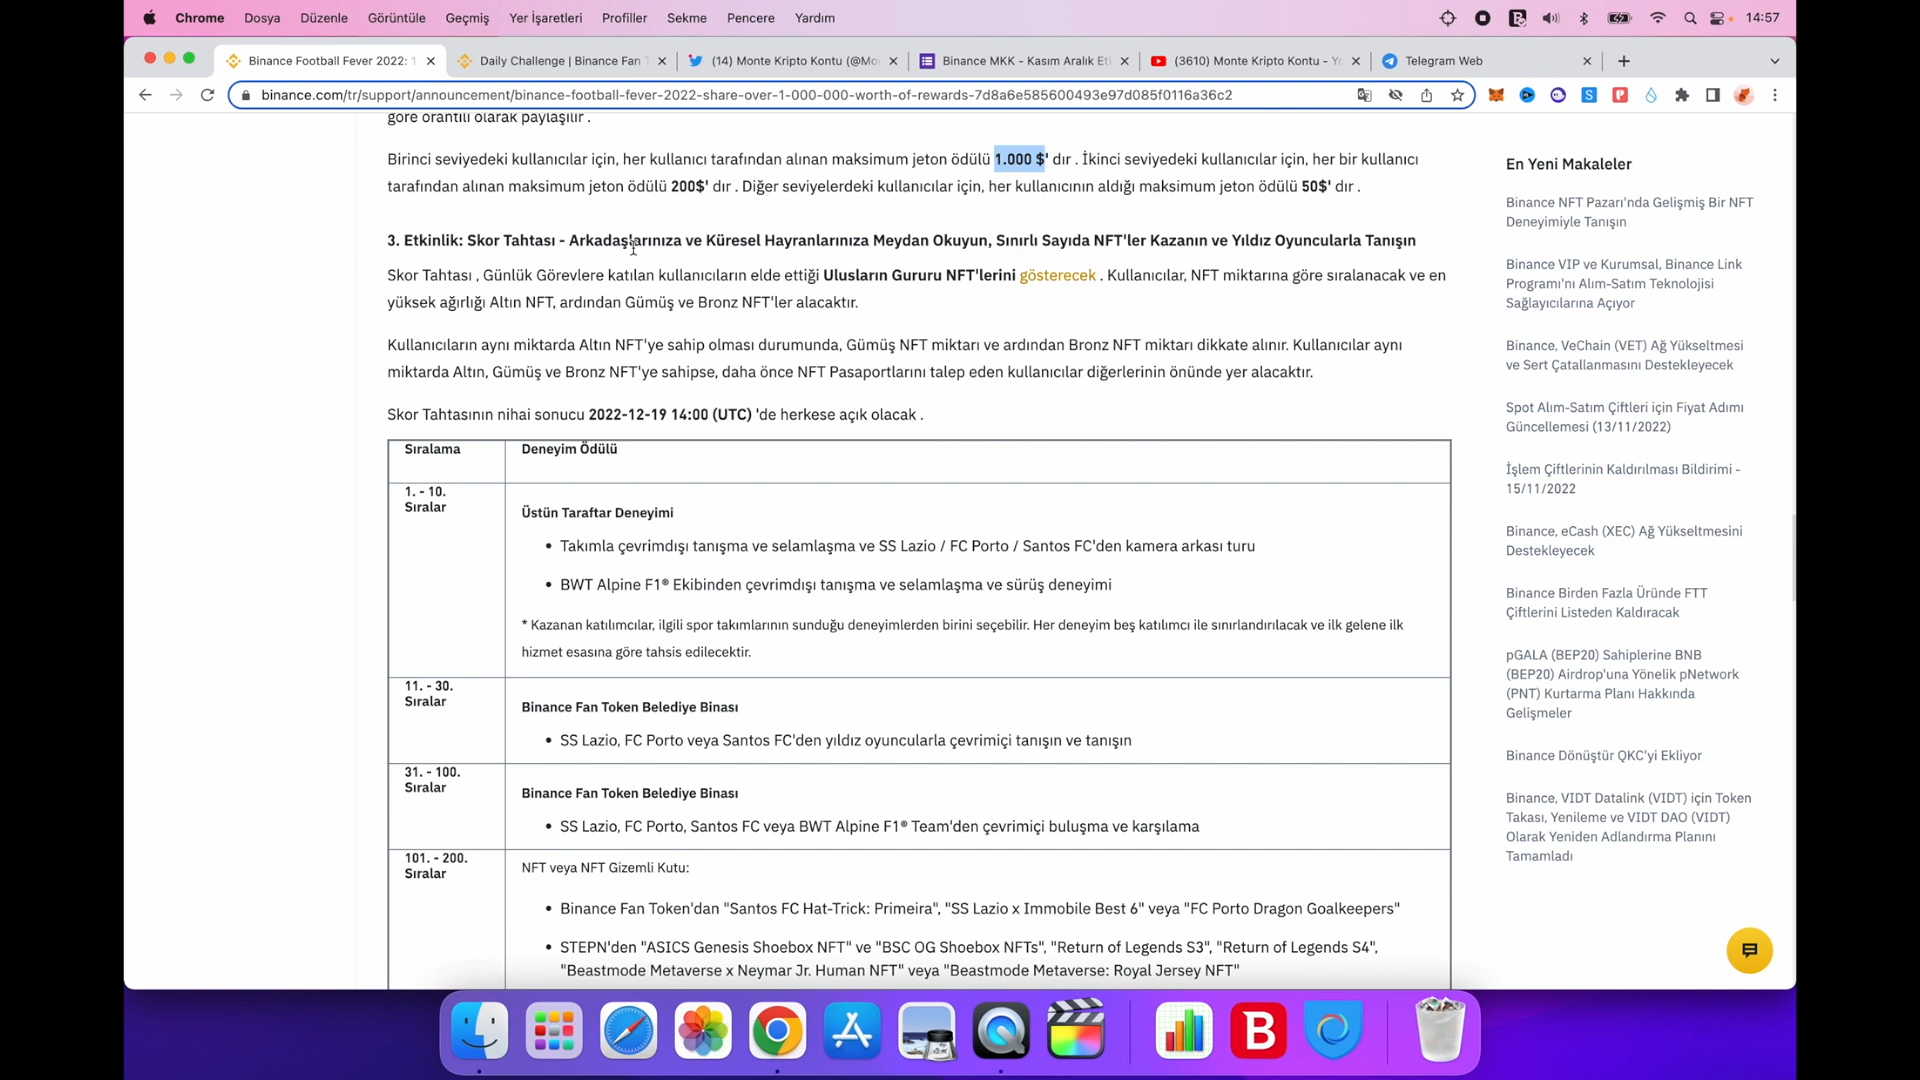 Chrome Dosya Düzenle Görüntüle Geçmiş Yer İşaretleri Profiller Sekme Pencere Yardım 14:57
Binance Football Fever 2022: Daily Challenge | Binance Fan T (14) Monte Kripto Kontu (@Mo Binance MKK - Kasım Aralık Etk (3610) Monte Kripto Kontu - Yo Telegram Web
binance.com/tr/support/announcement/binance-football-fever-2022-share-over-1-000-000-worth-of-rewards-7d8a6e585600493e97d085f0116a36c2
göre orantılı olarak paylaşılır .
Birinci seviyedeki kullanıcılar için, her kullanıcı tarafından alınan maksimum jeton ödülü 1.000 $' dır . İkinci seviyedeki kullanıcılar için, her bir kullanıcı
tarafından alınan maksimum jeton ödülü 200$' dır . Diğer seviyelerdeki kullanıcılar için, her kullanıcının aldığı maksimum jeton ödülü 50$' dır .
3. Etkinlik: Skor Tahtası - Arkadaşlarınıza ve Küresel Hayranlarınıza Meydan Okuyun, Sınırlı Sayıda NFT'ler Kazanın ve Yıldız Oyuncularla Tanışın
Skor Tahtası , Günlük Görevlere katılan kullanıcıların elde ettiği Ulusların Gururu NFT'lerini gösterecek . Kullanıcılar, NFT miktarına göre sıralanacak ve en
yüksek ağırlığı Altın NFT, ardından Gümüş ve Bronz NFT'ler alacaktır.
Kullanıcıların aynı miktarda Altın NFT'ye sahip olması durumunda, Gümüş NFT miktarı ve ardından Bronz NFT miktarı dikkate alınır. Kullanıcılar aynı
miktarda Altın, Gümüş ve Bronz NFT'ye sahipse, daha önce NFT Pasaportlarını talep eden kullanıcılar diğerlerinin önünde yer alacaktır.
Skor Tahtasının nihai sonucu 2022-12-19 14:00 (UTC) 'de herkese açık olacak .
Sıralama Deneyim Ödülü
1. - 10.
Sıralar
Üstün Taraftar Deneyimi
• Takımla çevrimdışı tanışma ve selamlaşma ve SS Lazio / FC Porto / Santos FC'den kamera arkası turu
• BWT Alpine F1® Ekibinden çevrimdışı tanışma ve selamlaşma ve sürüş deneyimi
* Kazanan katılımcılar, ilgili spor takımlarının sunduğu deneyimlerden birini seçebilir. Her deneyim beş katılımcı ile sınırlandırılacak ve ilk gelene ilk
hizmet esasına göre tahsis edilecektir.
11. - 30.
Sıralar
Binance Fan Token Belediye Binası
• SS Lazio, FC Porto veya Santos FC'den yıldız oyuncularla çevrimiçi tanışın ve tanışın
31. - 100.
Sıralar
Binance Fan Token Belediye Binası
• SS Lazio, FC Porto, Santos FC veya BWT Alpine F1® Team'den çevrimiçi buluşma ve karşılama
101. - 200.
Sıralar
NFT veya NFT Gizemli Kutu:
• Binance Fan Token'dan "Santos FC Hat-Trick: Primeira", "SS Lazio x Immobile Best 6" veya "FC Porto Dragon Goalkeepers"
• STEPN'den "ASICS Genesis Shoebox NFT" ve "BSC OG Shoebox NFTs", "Return of Legends S3", "Return of Legends S4",
"Beastmode Metaverse x Neymar Jr. Human NFT" veya "Beastmode Metaverse: Royal Jersey NFT"
En Yeni Makaleler
Binance NFT Pazarı'nda Gelişmiş Bir NFT
Deneyimiyle Tanışın
Binance VIP ve Kurumsal, Binance Link
Programı'nı Alım-Satım Teknolojisi
Sağlayıcılarına Açıyor
Binance, VeChain (VET) Ağ Yükseltmesi
ve Sert Çatallanmasını Destekleyecek
Spot Alım-Satım Çiftleri için Fiyat Adımı
Güncellemesi (13/11/2022)
İşlem Çiftlerinin Kaldırılması Bildirimi -
15/11/2022
Binance, eCash (XEC) Ağ Yükseltmesini
Destekleyecek
Binance Birden Fazla Üründe FTT
Çiftlerini Listeden Kaldıracak
pGALA (BEP20) Sahiplerine BNB
(BEP20) Airdrop'una Yönelik pNetwork
(PNT) Kurtarma Planı Hakkında
Gelişmeler
Binance Dönüştür QKC'yi Ekliyor
Binance, VIDT Datalink (VIDT) için Token
Takası, Yenileme ve VIDT DAO (VIDT)
Olarak Yeniden Adlandırma Planını
Tamamladı
B